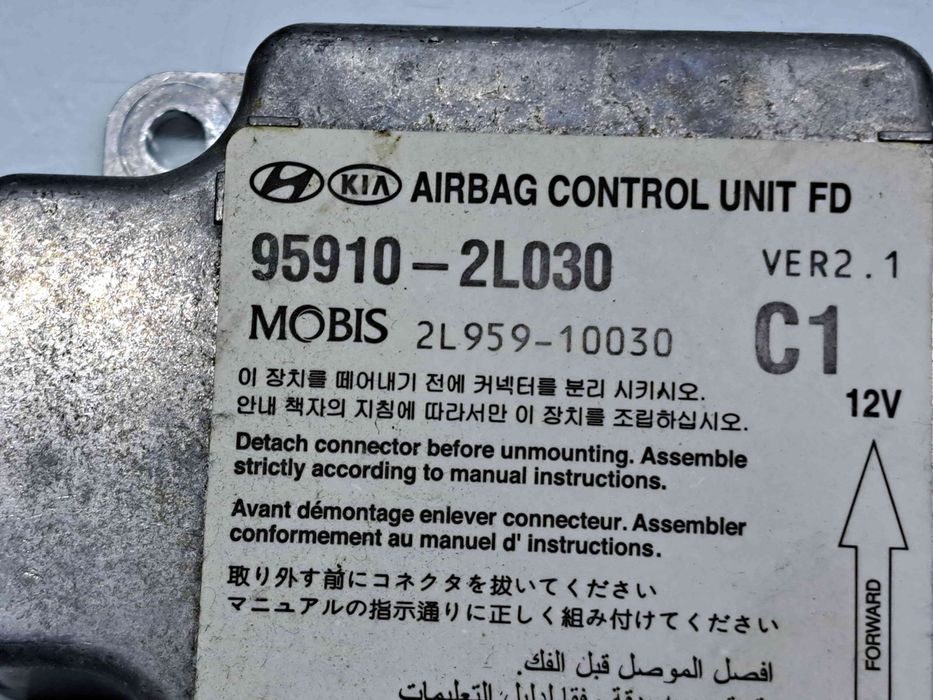 KIA AIRBAG CONTROL UNIT FD
95910-2L030 VER2.1
MOBIS 2L959-10030 C1
이 장치를 떼어내기 전에 커넥터를 분리 시키시오.
안내 책자의 지침에 따라서만 이 장치를 조립하십시오.
12V
Detach connector before unmounting. Assemble
strictly according to manual instructions.
Avant démontage enlever connecteur. Assembler
conformement au manuel d' instructions.
取り外す前にコネクタを抜いてください
マニュアルの指示通りに正しく組み付けてください
FORWARD
افصل الموصل قبل الفك.
التعليمات